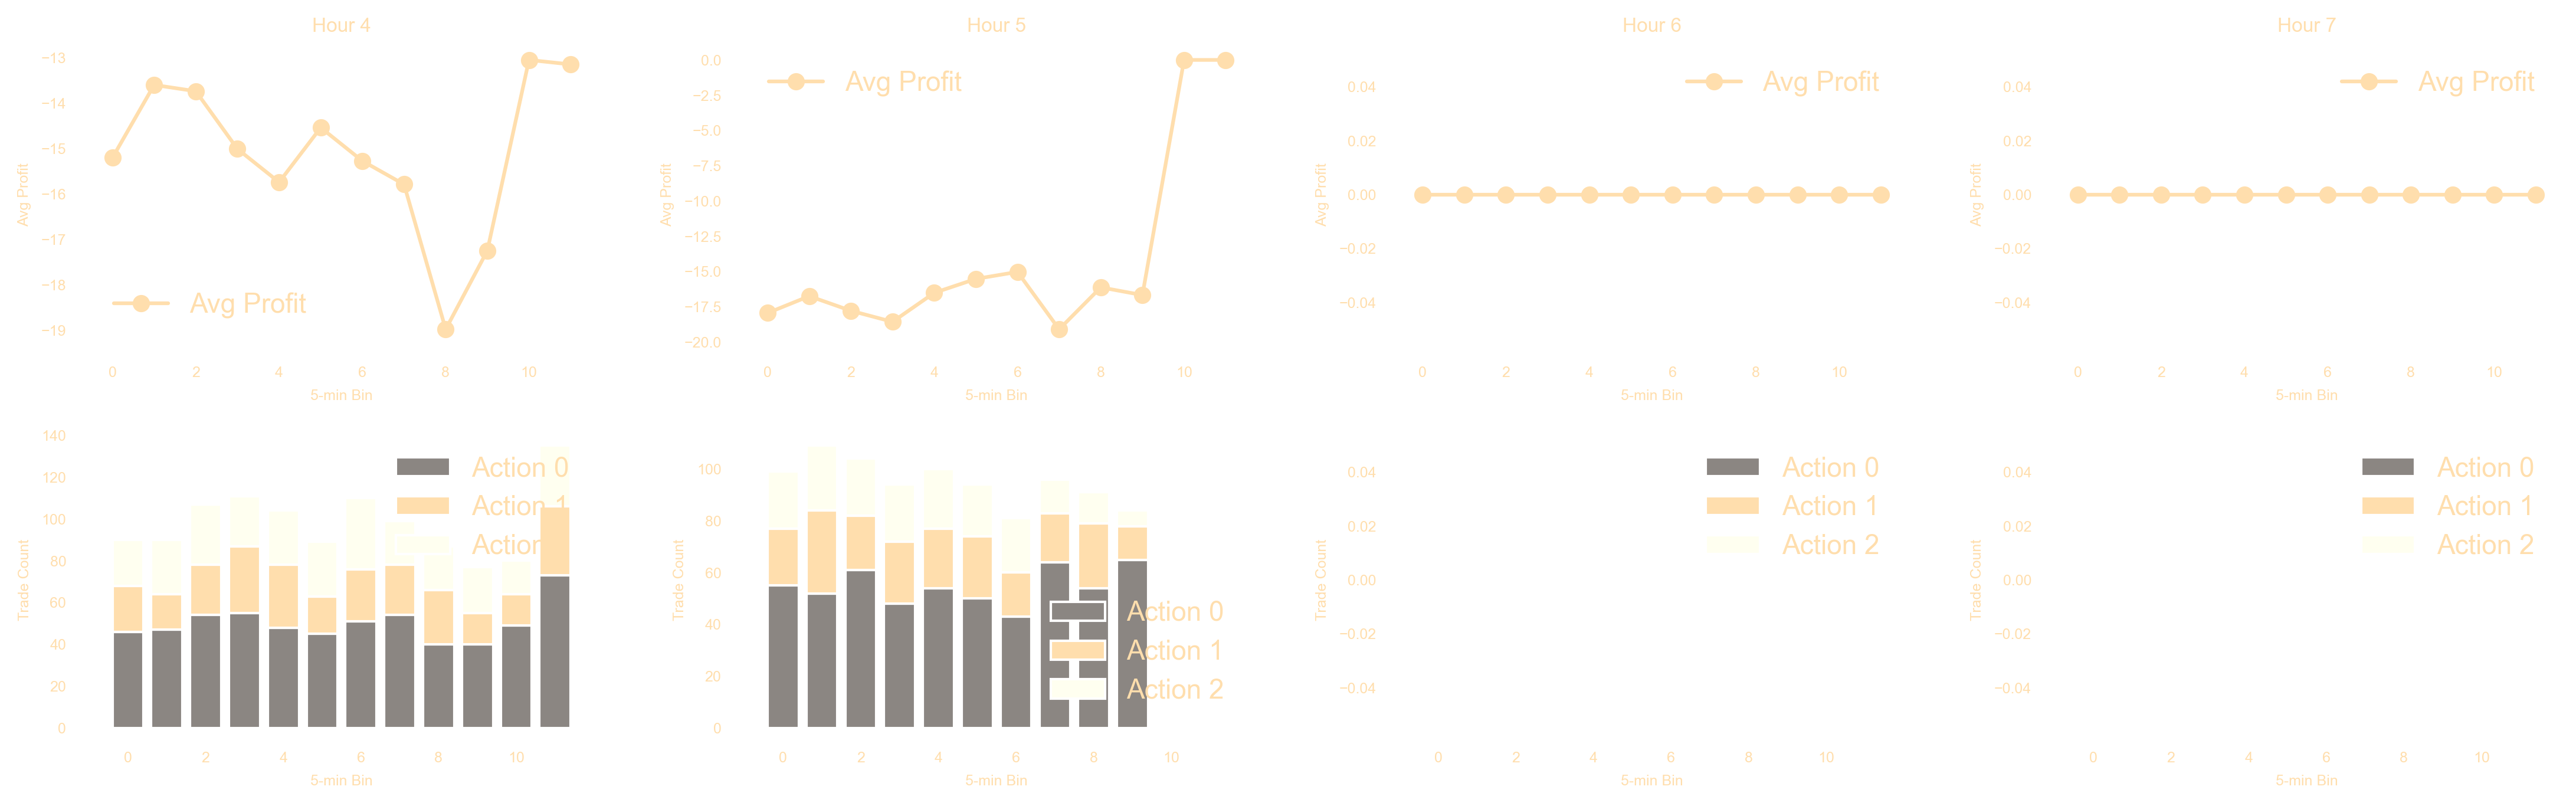 Hour 4
−13
−14
−15
−16
−17
−18
−19
Avg Profit
Avg Profit
0 2 4 6 8 10
5-min Bin
Hour 5
0.0
−2.5
−5.0
−7.5
−10.0
−12.5
−15.0
−17.5
−20.0
Avg Profit
Avg Profit
0 2 4 6 8 10
5-min Bin
Hour 6
0.04
0.02
0.00
−0.02
−0.04
Avg Profit
Avg Profit
0 2 4 6 8 10
5-min Bin
Hour 7
0.04
0.02
0.00
−0.02
−0.04
Avg Profit
Avg Profit
0 2 4 6 8 10
5-min Bin
140
120
100
80
60
40
20
0
Trade Count
Action 0
Action 1
Action
0 2 4 6 8 10
5-min Bin
100
80
60
40
20
0
Trade Count
Action 0
Action 1
Action 2
0 2 4 6 8 10
5-min Bin
0.04
0.02
0.00
−0.02
−0.04
Trade Count
Action 0
Action 1
Action 2
0 2 4 6 8 10
5-min Bin
0.04
0.02
0.00
−0.02
−0.04
Trade Count
Action 0
Action 1
Action 2
0 2 4 6 8 10
5-min Bin